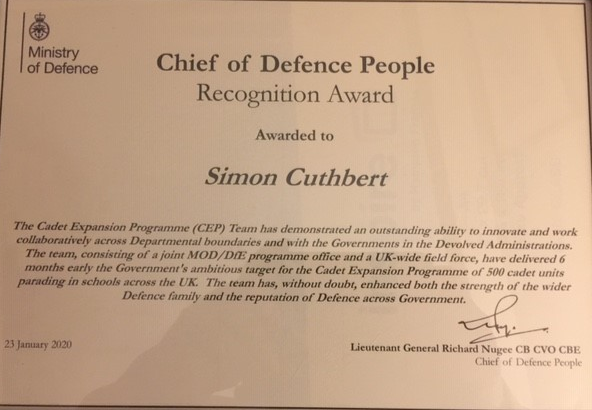 Ministry
of Defence
Chief of Defence People
Recognition Award
Awarded to
Simon Cuthbert
The Cadet Expansion Programme (CEP) Team has demonstrated an outstanding ability to innovate and work
collaboratively across Departmental boundaries and with the Governments in the Devolved Administrations.
The team, consisting of a joint MOD/DfE programme office and a UK-wide field force, have delivered 6
months early the Government's ambitious target for the Cadet Expansion Programme of 500 cadet units
parading in schools across the UK. The team has, without doubt, enhanced both the strength of the wider
Defence family and the reputation of Defence across Government.
23 January 2020
Lieutenant General Richard Nugee CB CVO CBE
Chief of Defence People